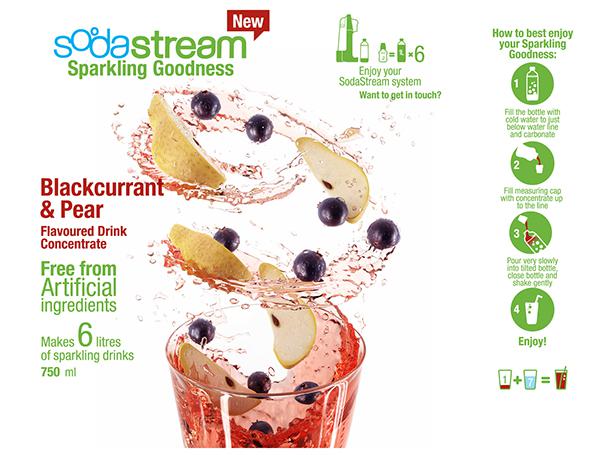 New
sodastream
Sparkling Goodness
Blackcurrant
& Pear
Flavoured Drink
Concentrate
Free from
Artificial
ingredients
Makes 6 litres
of sparkling drinks
750 ml
= ×6
Enjoy your
SodaStream system
Want to get in touch?
How to best enjoy
your Sparkling
Goodness:
1
Fill the bottle with
cold water to just
below water line
and carbonate
2
Fill measuring cap
with concentrate up
to the line
3
Pour very slowly
into tilted bottle,
close bottle and
shake gently
4
Enjoy!
1 + 7 =